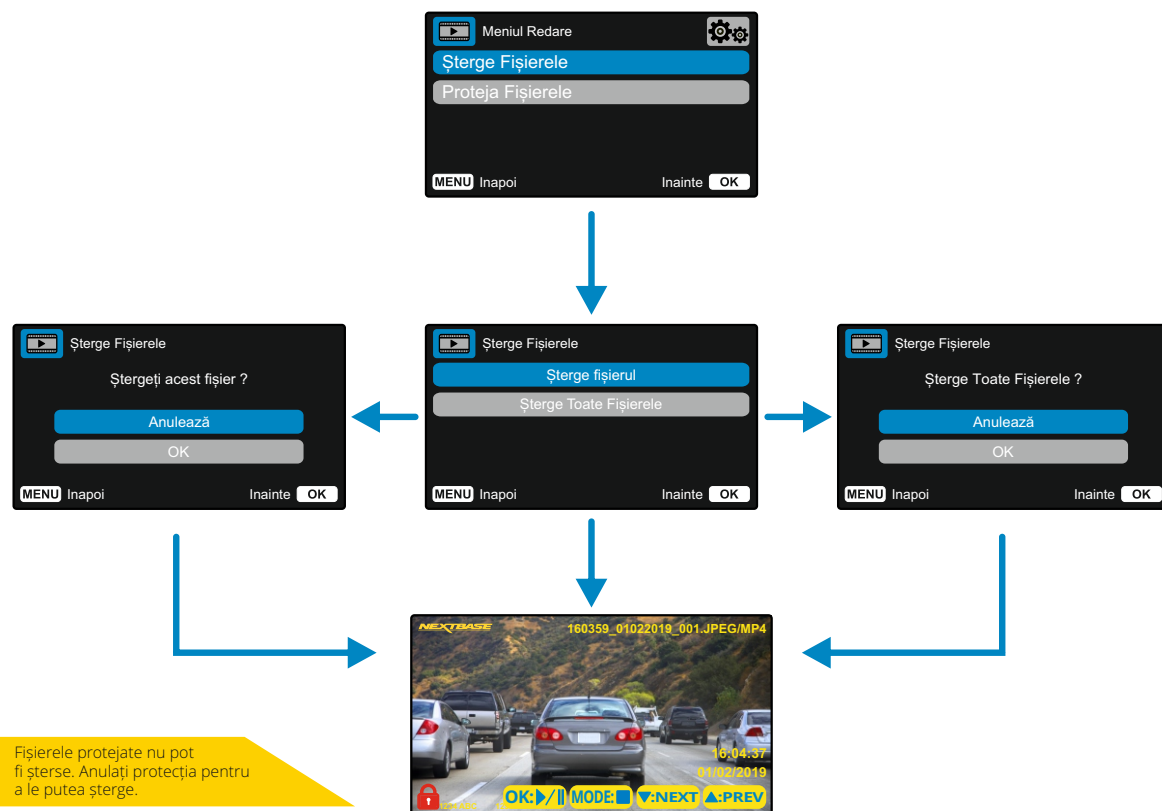 Meniul Redare
Șterge Fișierele
Proteja Fișierele
MENU Inapoi Inainte OK
Șterge Fișierele
Ștergeți acest fișier ?
Anulează
OK
MENU Inapoi Inainte OK
Șterge Fișierele
Șterge fișierul
Șterge Toate Fișierele
MENU Inapoi Inainte OK
Șterge Fișierele
Șterge Toate Fișierele ?
Anulează
OK
MENU Inapoi Inainte OK
NEXTBASE 160359_01022019_001.JPEG/MP4
16:04:37
01/02/2019
OK: MODE: ▼:NEXT ▲:PREV
Fișierele protejate nu pot
fi șterse. Anulați protecția pentru
a le putea șterge.